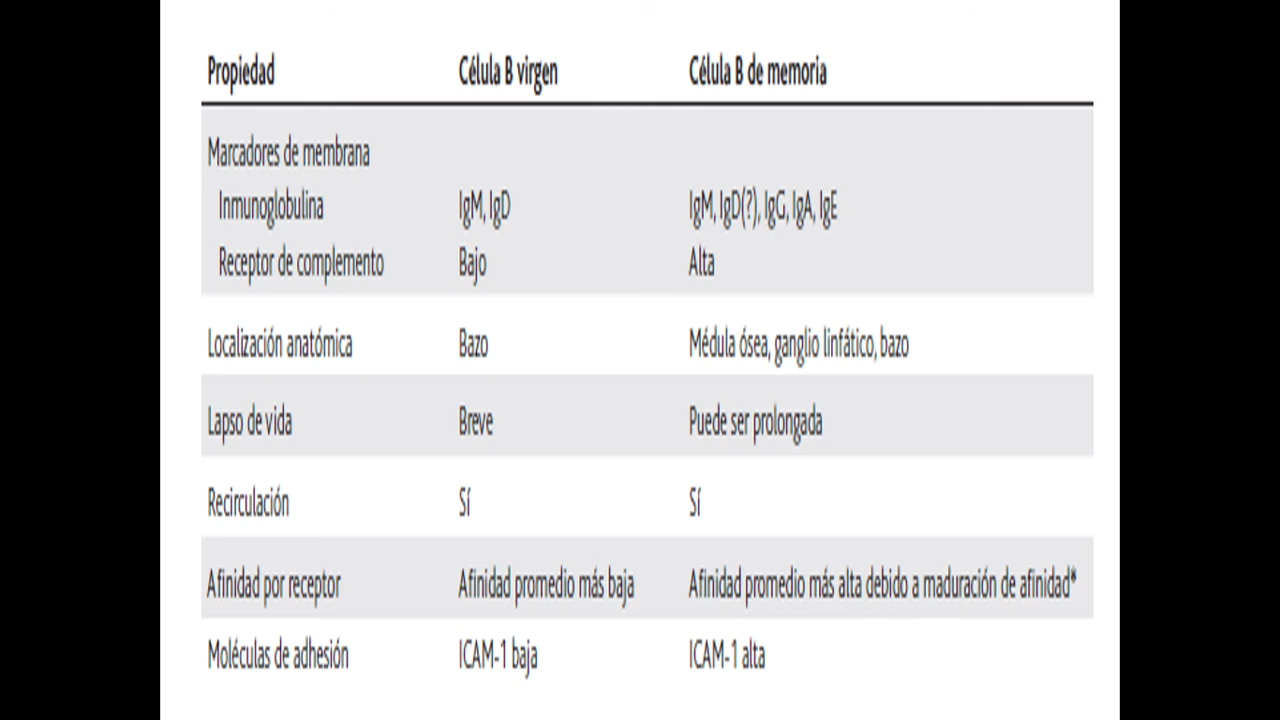 Propiedad Célula B virgen Célula B de memoria
Marcadores de membrana
Inmunoglobulina IgM, IgD IgM, IgD(?), IgG, IgA, IgE
Receptor de complemento Bajo Alta
Localización anatómica Bazo Médula ósea, ganglio linfático, bazo
Lapso de vida Breve Puede ser prolongada
Recirculación Sí Sí
Afinidad por receptor Afinidad promedio más baja Afinidad promedio más alta debido a maduración de afinidad*
Moléculas de adhesión ICAM-1 baja ICAM-1 alta